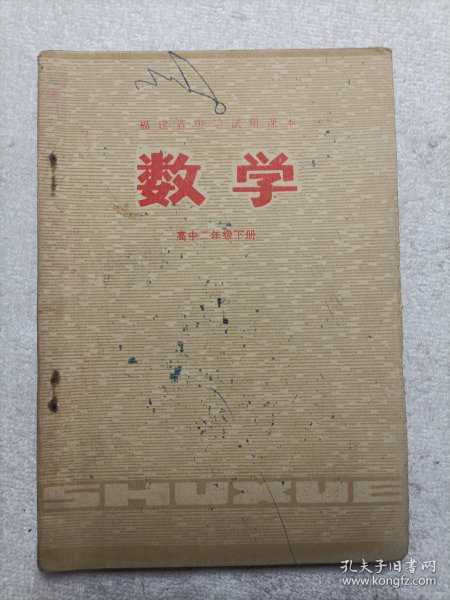 福建省中学试用课本
数学
高中二年级下册
SHUXUE
孔夫子旧书网
www.kongfz.com